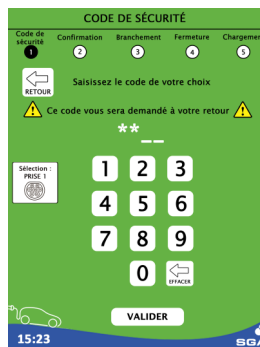 CODE DE SÉCURITÉ
Code de sécurité Confirmation Branchement Fermeture
1 2 3 4 5
RETOUR
Saisissez le code de votre choix
Ce code vous sera demandé à votre retour
**__
Sélection :
PRISE 1
1 2 3
4 5 6
7 8 9
0 EFFACER
VALIDER
15:23